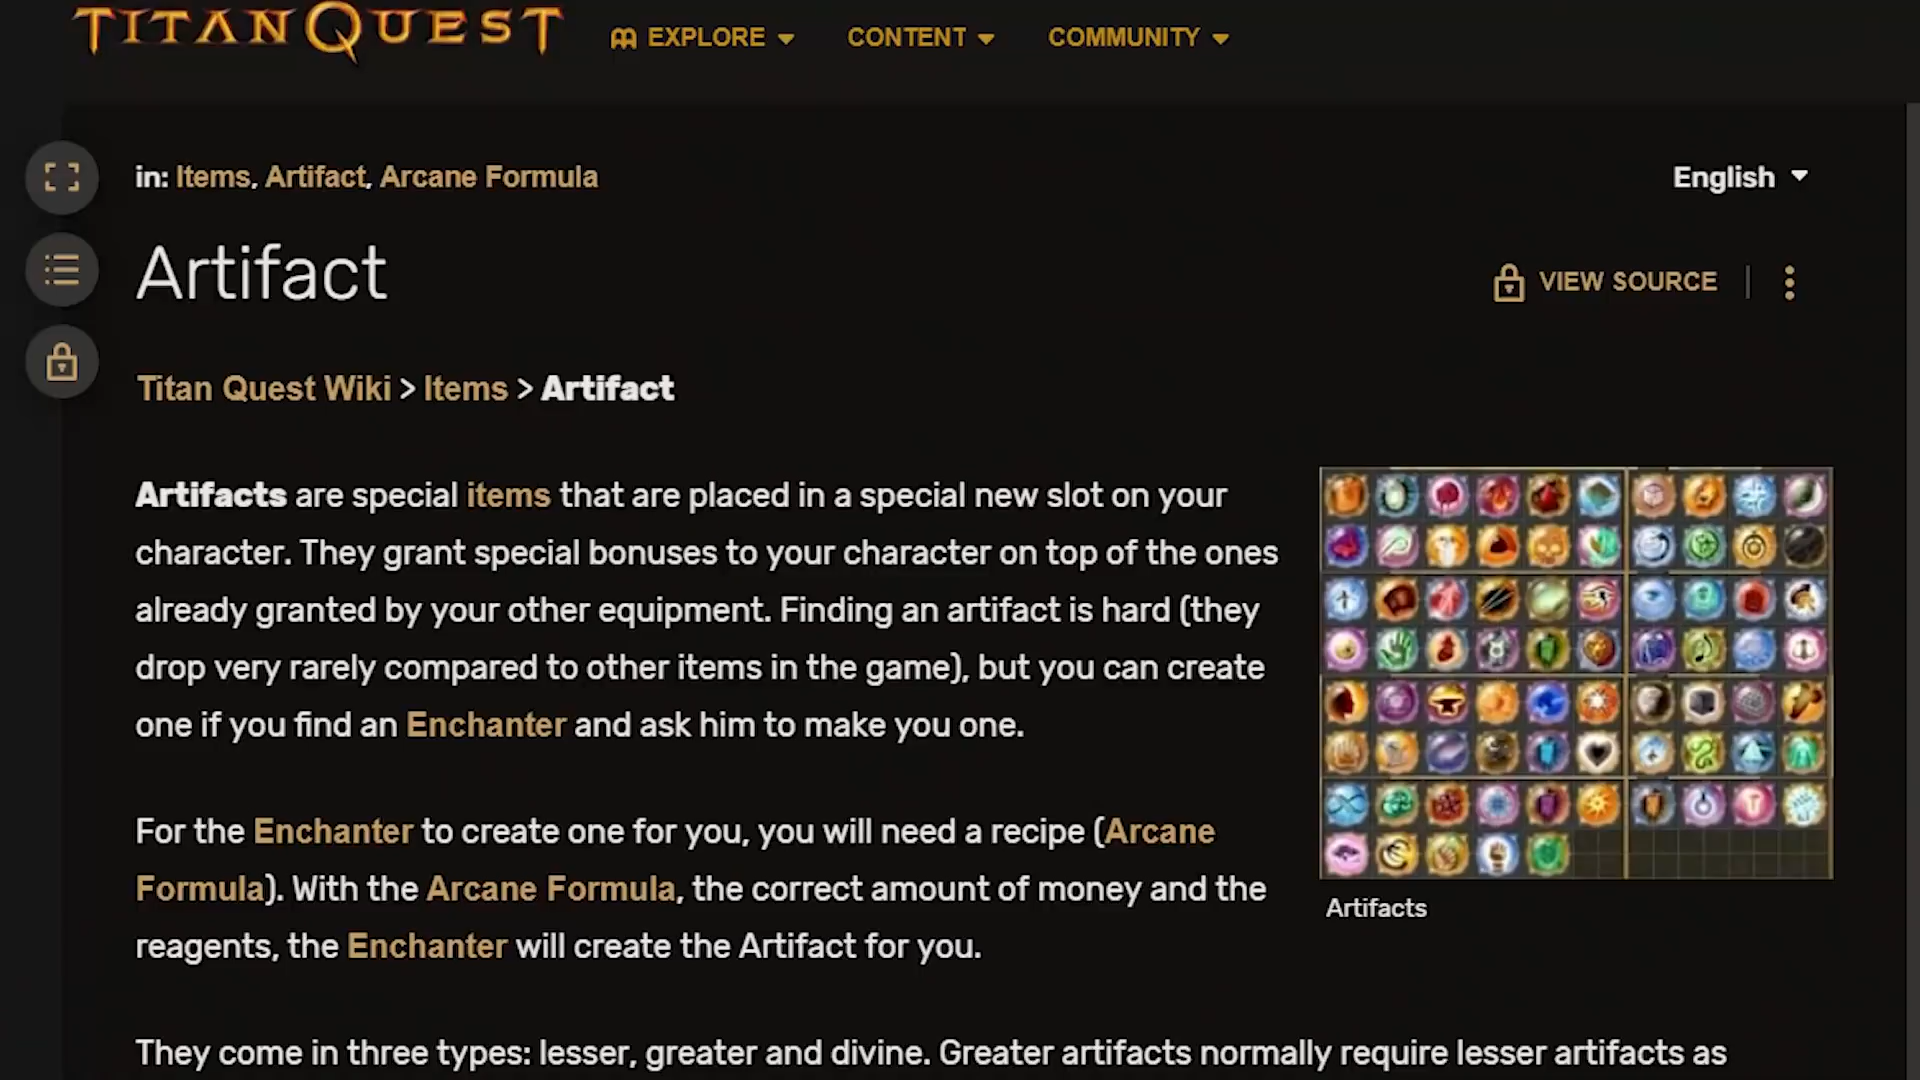 TITAN QUEST
EXPLORE
CONTENT
COMMUNITY
in: Items, Artifact, Arcane Formula
English
Artifact
VIEW SOURCE
Titan Quest Wiki > Items > Artifact
Artifacts are special items that are placed in a special new slot on your
character. They grant special bonuses to your character on top of the ones
already granted by your other equipment. Finding an artifact is hard (they
drop very rarely compared to other items in the game), but you can create
one if you find an Enchanter and ask him to make you one.
For the Enchanter to create one for you, you will need a recipe (Arcane
Formula). With the Arcane Formula, the correct amount of money and the
reagents, the Enchanter will create the Artifact for you.
Artifacts
They come in three types: lesser, greater and divine. Greater artifacts normally require lesser artifacts as